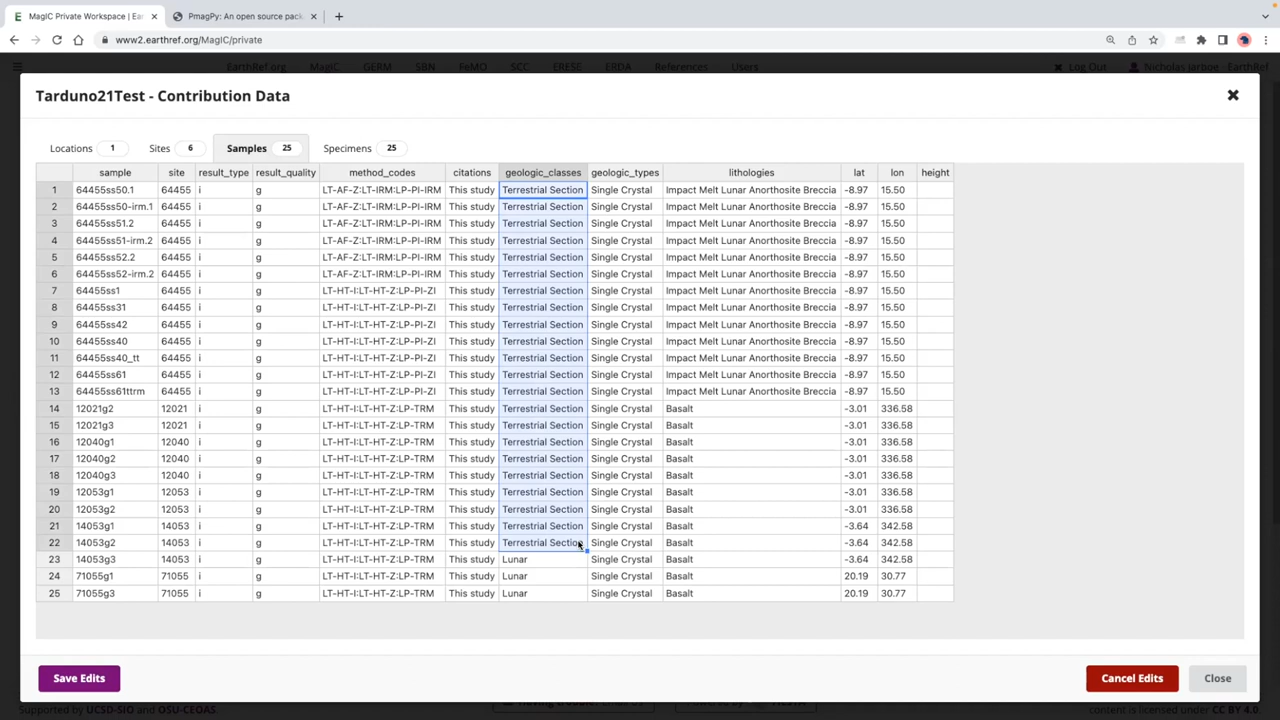 MagIC Private Workspace | Ear
PmagPy: An open source pack
www2.earthref.org/MagIC/private
EarthRef.org MagIC GERM SBN FeMO SCC ERESE ERDA References Users Log Out Nicholas Jarboe - EarthRef
Tarduno21Test - Contribution Data
Locations 1 Sites 6 Samples 25 Specimens 25
sample site result_type result_quality method_codes citations geologic_classes geologic_types lithologies lat lon height
1 64455ss50.1 64455 i g LT-AF-Z:LT-IRM:LP-PI-IRM This study Terrestrial Section Single Crystal Impact Melt Lunar Anorthosite Breccia -8.97 15.50
2 64455ss50-irm.1 64455 i g LT-AF-Z:LT-IRM:LP-PI-IRM This study Terrestrial Section Single Crystal Impact Melt Lunar Anorthosite Breccia -8.97 15.50
3 64455ss51.2 64455 i g LT-AF-Z:LT-IRM:LP-PI-IRM This study Terrestrial Section Single Crystal Impact Melt Lunar Anorthosite Breccia -8.97 15.50
4 64455ss51-irm.2 64455 i g LT-AF-Z:LT-IRM:LP-PI-IRM This study Terrestrial Section Single Crystal Impact Melt Lunar Anorthosite Breccia -8.97 15.50
5 64455ss52.2 64455 i g LT-AF-Z:LT-IRM:LP-PI-IRM This study Terrestrial Section Single Crystal Impact Melt Lunar Anorthosite Breccia -8.97 15.50
6 64455ss52-irm.2 64455 i g LT-AF-Z:LT-IRM:LP-PI-IRM This study Terrestrial Section Single Crystal Impact Melt Lunar Anorthosite Breccia -8.97 15.50
7 64455ss1 64455 i g LT-HT-I:LT-HT-Z:LP-PI-ZI This study Terrestrial Section Single Crystal Impact Melt Lunar Anorthosite Breccia -8.97 15.50
8 64455ss31 64455 i g LT-HT-I:LT-HT-Z:LP-PI-ZI This study Terrestrial Section Single Crystal Impact Melt Lunar Anorthosite Breccia -8.97 15.50
9 64455ss42 64455 i g LT-HT-I:LT-HT-Z:LP-PI-ZI This study Terrestrial Section Single Crystal Impact Melt Lunar Anorthosite Breccia -8.97 15.50
10 64455ss40 64455 i g LT-HT-I:LT-HT-Z:LP-PI-ZI This study Terrestrial Section Single Crystal Impact Melt Lunar Anorthosite Breccia -8.97 15.50
11 64455ss40_tt 64455 i g LT-HT-I:LT-HT-Z:LP-PI-ZI This study Terrestrial Section Single Crystal Impact Melt Lunar Anorthosite Breccia -8.97 15.50
12 64455ss61 64455 i g LT-HT-I:LT-HT-Z:LP-PI-ZI This study Terrestrial Section Single Crystal Impact Melt Lunar Anorthosite Breccia -8.97 15.50
13 64455ss61ttrm 64455 i g LT-HT-I:LT-HT-Z:LP-PI-ZI This study Terrestrial Section Single Crystal Impact Melt Lunar Anorthosite Breccia -8.97 15.50
14 12021g2 12021 i g LT-HT-I:LT-HT-Z:LP-TRM This study Terrestrial Section Single Crystal Basalt -3.01 336.58
15 12021g3 12021 i g LT-HT-I:LT-HT-Z:LP-TRM This study Terrestrial Section Single Crystal Basalt -3.01 336.58
16 12040g1 12040 i g LT-HT-I:LT-HT-Z:LP-TRM This study Terrestrial Section Single Crystal Basalt -3.01 336.58
17 12040g2 12040 i g LT-HT-I:LT-HT-Z:LP-TRM This study Terrestrial Section Single Crystal Basalt -3.01 336.58
18 12040g3 12040 i g LT-HT-I:LT-HT-Z:LP-TRM This study Terrestrial Section Single Crystal Basalt -3.01 336.58
19 12053g1 12053 i g LT-HT-I:LT-HT-Z:LP-TRM This study Terrestrial Section Single Crystal Basalt -3.01 336.58
20 12053g2 12053 i g LT-HT-I:LT-HT-Z:LP-TRM This study Terrestrial Section Single Crystal Basalt -3.01 336.58
21 14053g1 14053 i g LT-HT-I:LT-HT-Z:LP-TRM This study Terrestrial Section Single Crystal Basalt -3.64 342.58
22 14053g2 14053 i g LT-HT-I:LT-HT-Z:LP-TRM This study Terrestrial Section Single Crystal Basalt -3.64 342.58
23 14053g3 14053 i g LT-HT-I:LT-HT-Z:LP-TRM This study Lunar Single Crystal Basalt -3.64 342.58
24 71055g1 71055 i g LT-HT-I:LT-HT-Z:LP-TRM This study Lunar Single Crystal Basalt 20.19 30.77
25 71055g3 71055 i g LT-HT-I:LT-HT-Z:LP-TRM This study Lunar Single Crystal Basalt 20.19 30.77
Save Edits Cancel Edits Close
Supported by UCSD-SIO and OSU-CEOAS. content is licensed under CC BY 4.0